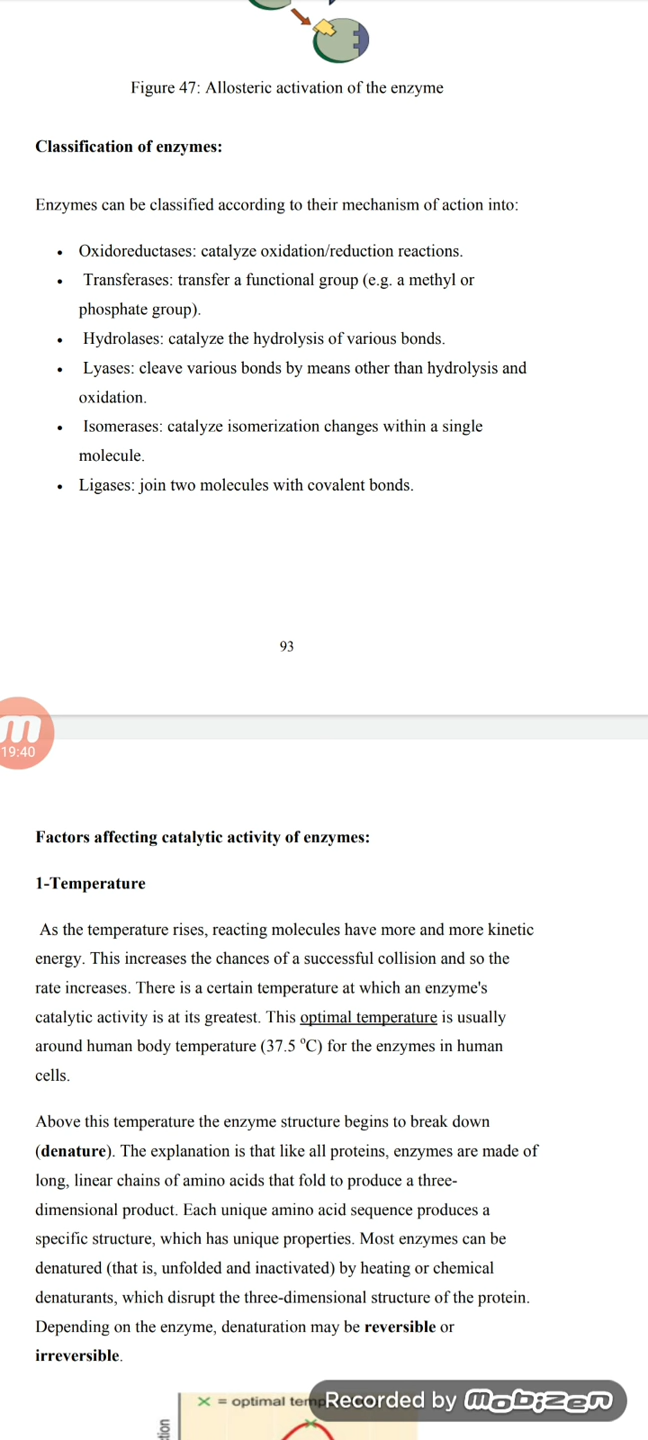 Figure 47: Allosteric activation of the enzyme
Classification of enzymes:
Enzymes can be classified according to their mechanism of action into:
• Oxidoreductases: catalyze oxidation/reduction reactions.
• Transferases: transfer a functional group (e.g. a methyl or
phosphate group).
• Hydrolases: catalyze the hydrolysis of various bonds.
• Lyases: cleave various bonds by means other than hydrolysis and
oxidation.
• Isomerases: catalyze isomerization changes within a single
molecule.
• Ligases: join two molecules with covalent bonds.
93
19:40
Factors affecting catalytic activity of enzymes:
1-Temperature
As the temperature rises, reacting molecules have more and more kinetic
energy. This increases the chances of a successful collision and so the
rate increases. There is a certain temperature at which an enzyme's
catalytic activity is at its greatest. This optimal temperature is usually
around human body temperature (37.5 °C) for the enzymes in human
cells.
Above this temperature the enzyme structure begins to break down
(denature). The explanation is that like all proteins, enzymes are made of
long, linear chains of amino acids that fold to produce a three-
dimensional product. Each unique amino acid sequence produces a
specific structure, which has unique properties. Most enzymes can be
denatured (that is, unfolded and inactivated) by heating or chemical
denaturants, which disrupt the three-dimensional structure of the protein.
Depending on the enzyme, denaturation may be reversible or
irreversible.
× = optimal
Recorded by mobizen